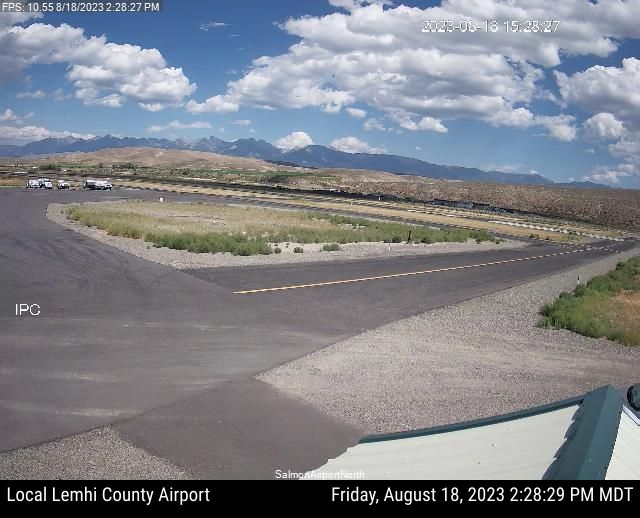 FPS: 10.55 8/18/2023 2:28:27 PM
2023-08-18 15:28:27
IPC
SalmonAirportNorth
Local Lemhi County Airport
Friday, August 18, 2023 2:28:29 PM MDT